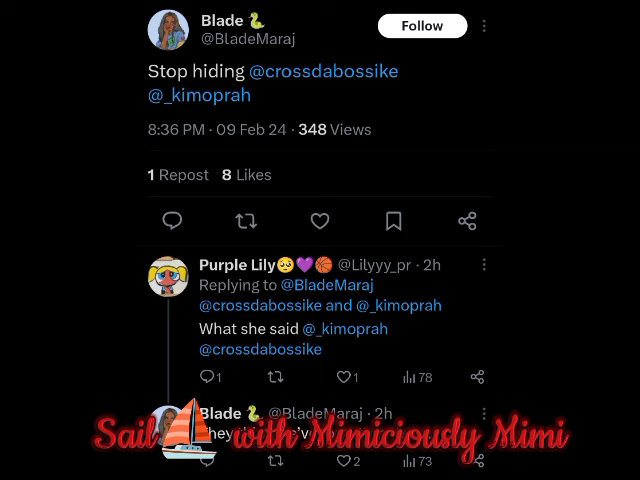 Blade 🐍
@BladeMaraj
Follow
Stop hiding @crossdabossike
@_kimoprah
8:36 PM · 09 Feb 24 · 348 Views
1 Repost 8 Likes
Purple Lily🥺💜🏀 @Lilyyy_pr · 2h
Replying to @BladeMaraj
@crossdabossike and @_kimoprah
What she said @_kimoprah
@crossdabossike
1 1 78
Blade 🐍 @BladeMaraj · 2h
Sail⛵ with Mimiciously Mimi
2 73